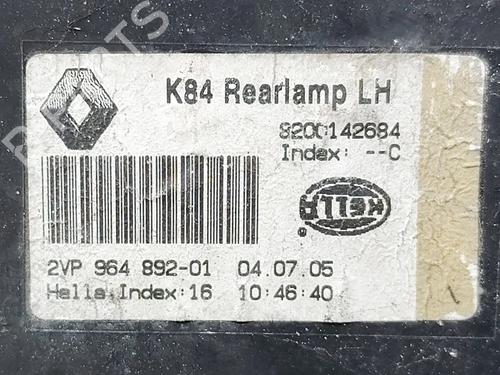 K84 Rearlamp LH
8200142684
Index: --C
HELLA
®
2VP 964 892-01 04.07.05
Hella Index:16 10:46:40